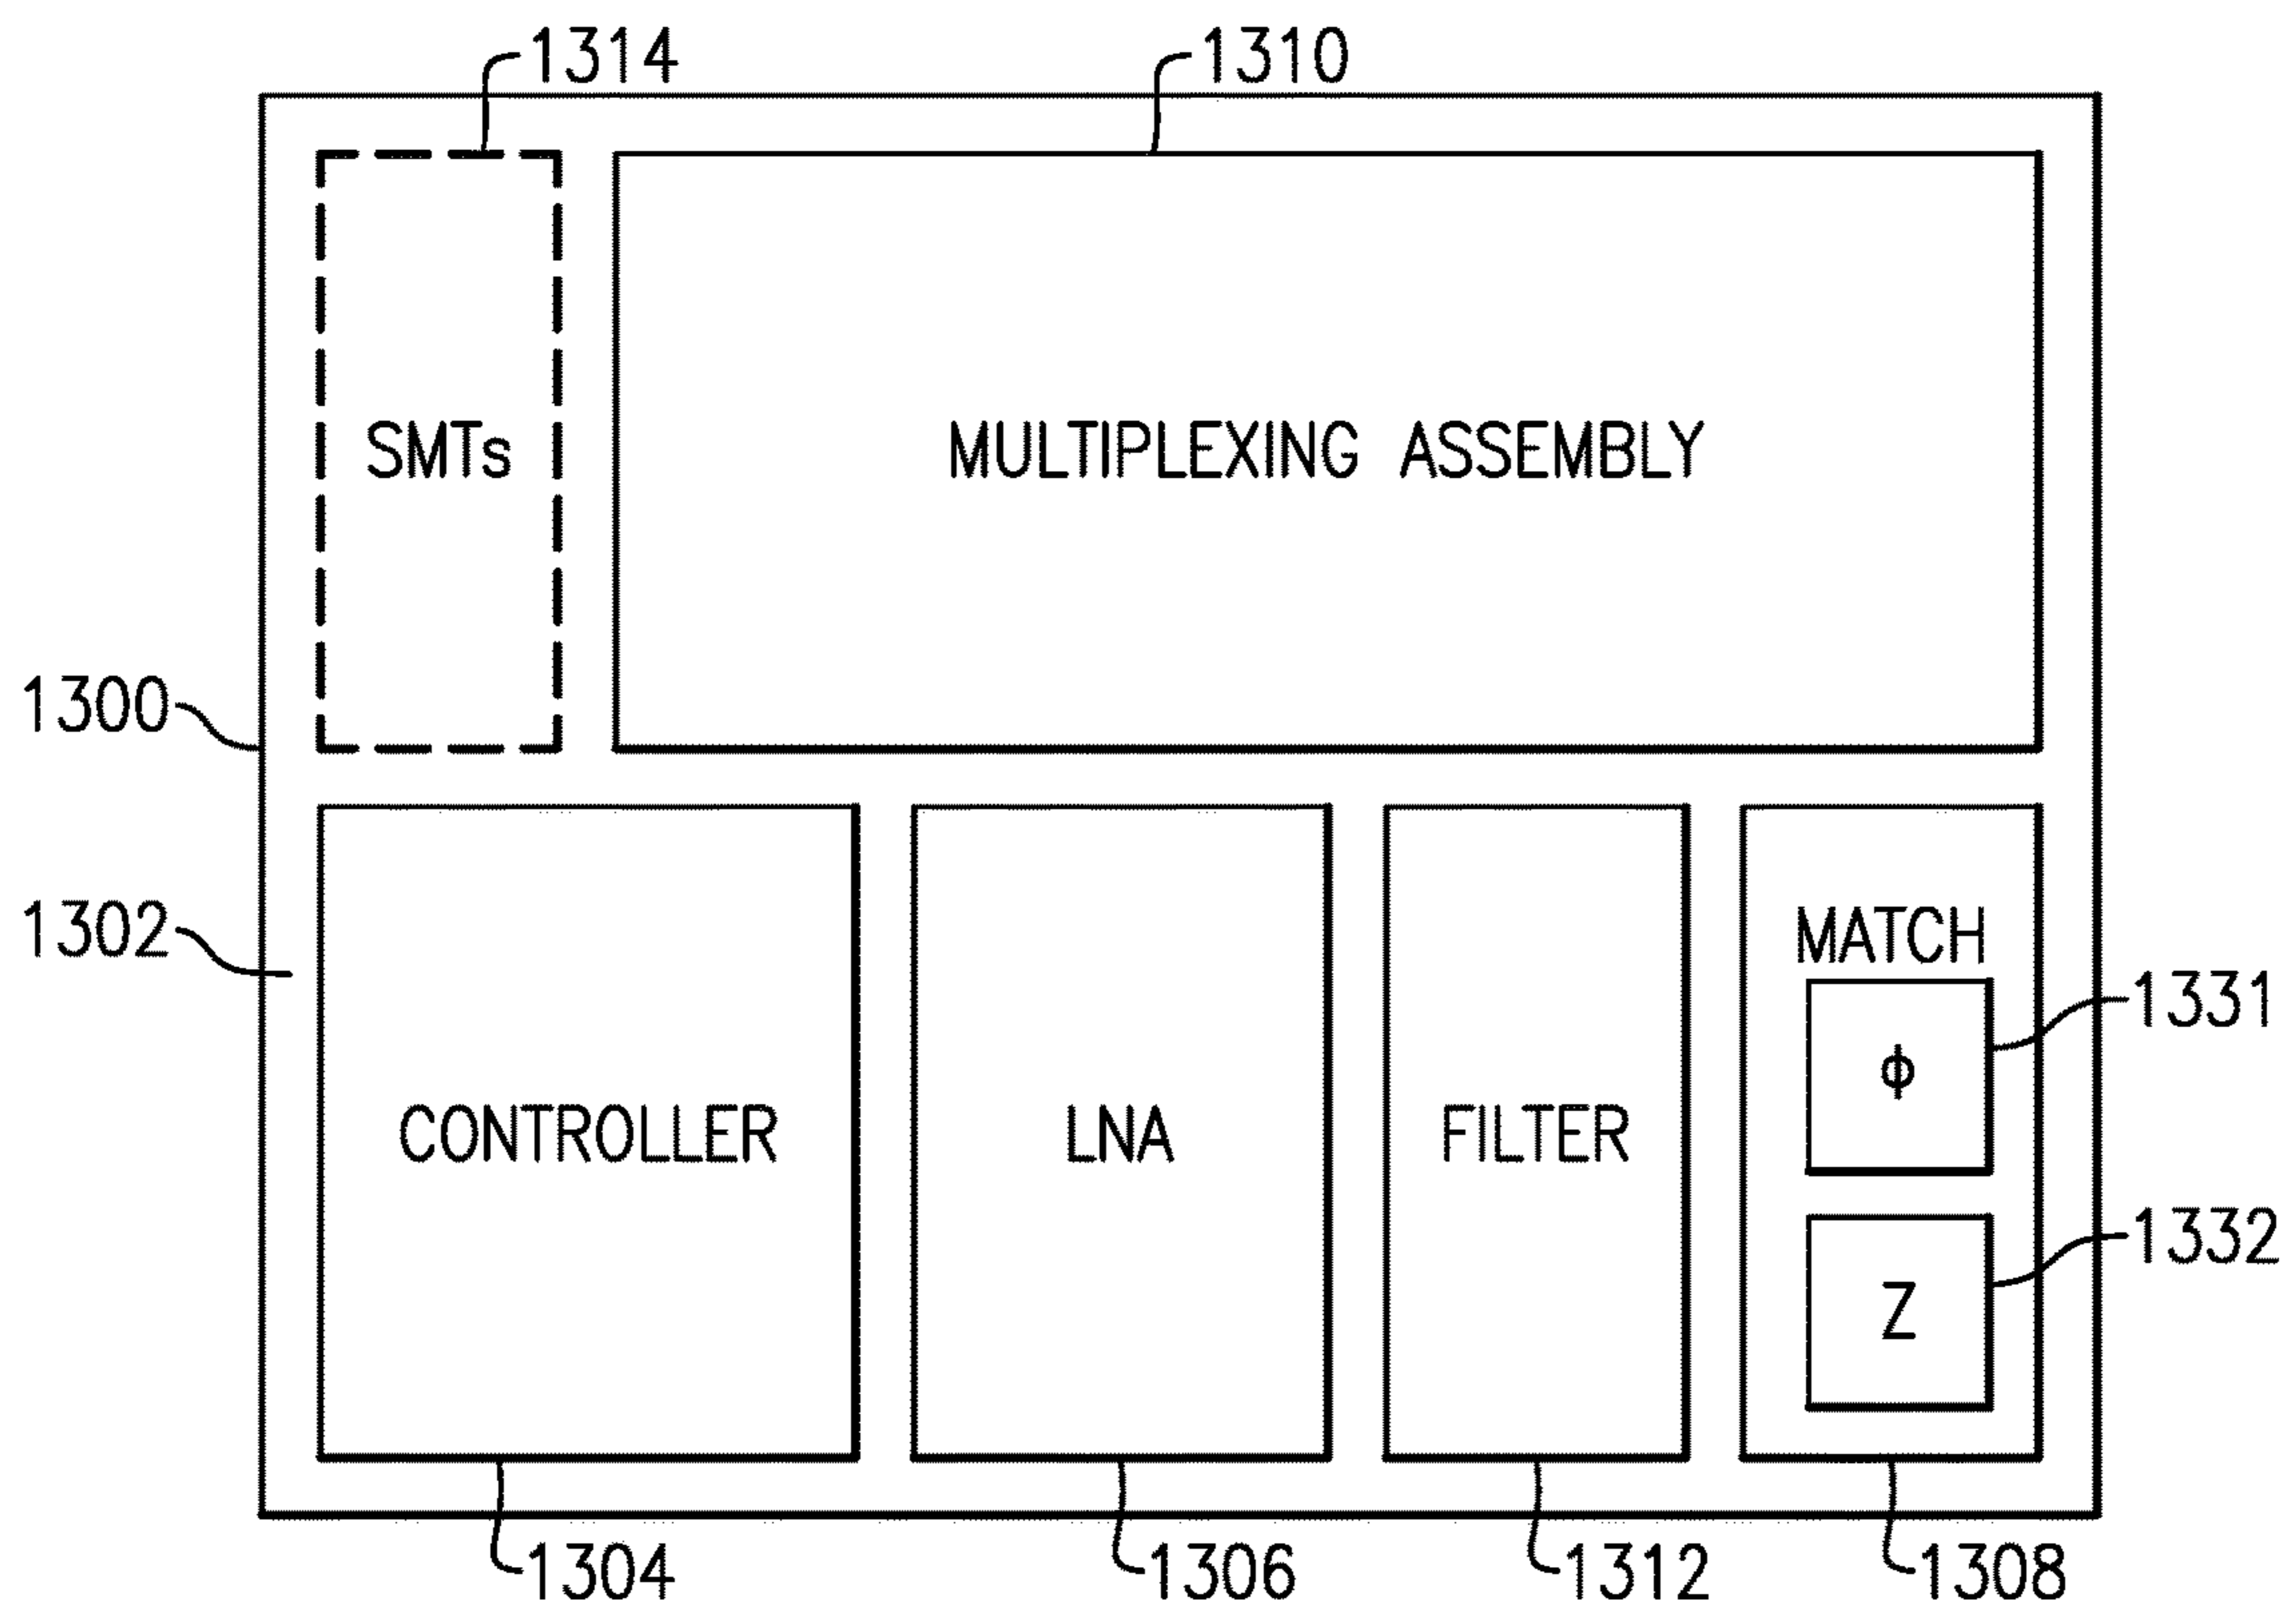 1314
1310
SMTs
MULTIPLEXING ASSEMBLY
1300
1302
MATCH
1331
ϕ
CONTROLLER
LNA
FILTER
1332
Z
1304
1306
1312
1308